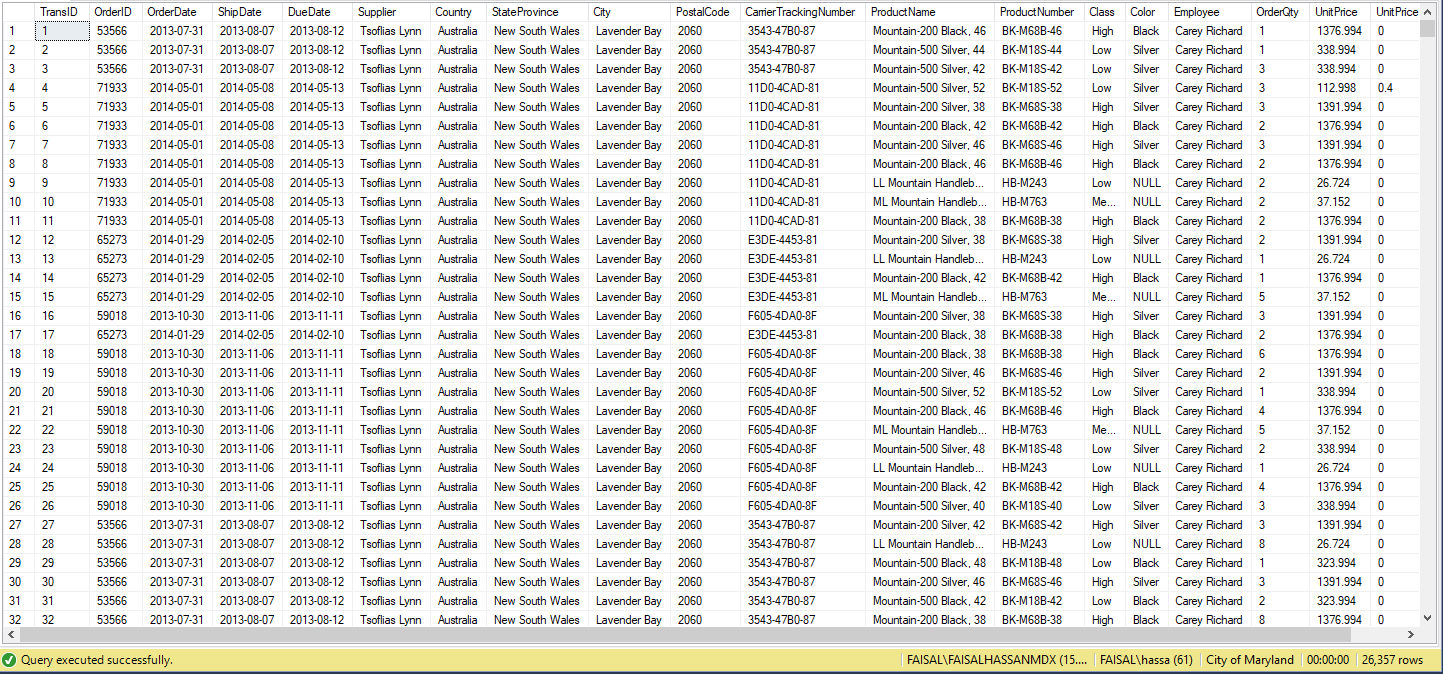 TransID OrderID OrderDate ShipDate DueDate Supplier Country StateProvince City PostalCode CarrierTrackingNumber ProductName ProductNumber Class Color Employee OrderQty UnitPrice UnitPrice
1 1 53566 2013-07-31 2013-08-07 2013-08-12 Tsoflias Lynn Australia New South Wales Lavender Bay 2060 3543-47B0-87 Mountain-200 Black, 46 BK-M68B-46 High Black Carey Richard 1 1376.994 0
2 2 53566 2013-07-31 2013-08-07 2013-08-12 Tsoflias Lynn Australia New South Wales Lavender Bay 2060 3543-47B0-87 Mountain-500 Silver, 44 BK-M18S-44 Low Silver Carey Richard 1 338.994 0
3 3 53566 2013-07-31 2013-08-07 2013-08-12 Tsoflias Lynn Australia New South Wales Lavender Bay 2060 3543-47B0-87 Mountain-500 Silver, 42 BK-M18S-42 Low Silver Carey Richard 3 338.994 0
4 4 71933 2014-05-01 2014-05-08 2014-05-13 Tsoflias Lynn Australia New South Wales Lavender Bay 2060 11D0-4CAD-81 Mountain-500 Silver, 52 BK-M18S-52 Low Silver Carey Richard 3 112.998 0.4
5 5 71933 2014-05-01 2014-05-08 2014-05-13 Tsoflias Lynn Australia New South Wales Lavender Bay 2060 11D0-4CAD-81 Mountain-200 Silver, 38 BK-M68S-38 High Silver Carey Richard 3 1391.994 0
6 6 71933 2014-05-01 2014-05-08 2014-05-13 Tsoflias Lynn Australia New South Wales Lavender Bay 2060 11D0-4CAD-81 Mountain-200 Black, 42 BK-M68B-42 High Black Carey Richard 2 1376.994 0
7 7 71933 2014-05-01 2014-05-08 2014-05-13 Tsoflias Lynn Australia New South Wales Lavender Bay 2060 11D0-4CAD-81 Mountain-200 Silver, 46 BK-M68S-46 High Silver Carey Richard 3 1391.994 0
8 8 71933 2014-05-01 2014-05-08 2014-05-13 Tsoflias Lynn Australia New South Wales Lavender Bay 2060 11D0-4CAD-81 Mountain-200 Black, 46 BK-M68B-46 High Black Carey Richard 2 1376.994 0
9 9 71933 2014-05-01 2014-05-08 2014-05-13 Tsoflias Lynn Australia New South Wales Lavender Bay 2060 11D0-4CAD-81 LL Mountain Handleb... HB-M243 Low NULL Carey Richard 2 26.724 0
10 10 71933 2014-05-01 2014-05-08 2014-05-13 Tsoflias Lynn Australia New South Wales Lavender Bay 2060 11D0-4CAD-81 ML Mountain Handleb... HB-M763 Me... NULL Carey Richard 2 37.152 0
11 11 71933 2014-05-01 2014-05-08 2014-05-13 Tsoflias Lynn Australia New South Wales Lavender Bay 2060 11D0-4CAD-81 Mountain-200 Black, 38 BK-M68B-38 High Black Carey Richard 2 1376.994 0
12 12 65273 2014-01-29 2014-02-05 2014-02-10 Tsoflias Lynn Australia New South Wales Lavender Bay 2060 E3DE-4453-81 Mountain-200 Silver, 38 BK-M68S-38 High Silver Carey Richard 2 1391.994 0
13 13 65273 2014-01-29 2014-02-05 2014-02-10 Tsoflias Lynn Australia New South Wales Lavender Bay 2060 E3DE-4453-81 LL Mountain Handleb... HB-M243 Low NULL Carey Richard 1 26.724 0
14 14 65273 2014-01-29 2014-02-05 2014-02-10 Tsoflias Lynn Australia New South Wales Lavender Bay 2060 E3DE-4453-81 Mountain-200 Black, 42 BK-M68B-42 High Black Carey Richard 1 1376.994 0
15 15 65273 2014-01-29 2014-02-05 2014-02-10 Tsoflias Lynn Australia New South Wales Lavender Bay 2060 E3DE-4453-81 ML Mountain Handleb... HB-M763 Me... NULL Carey Richard 5 37.152 0
16 16 59018 2013-10-30 2013-11-06 2013-11-11 Tsoflias Lynn Australia New South Wales Lavender Bay 2060 F605-4DA0-8F Mountain-200 Silver, 38 BK-M68S-38 High Silver Carey Richard 3 1391.994 0
17 17 65273 2014-01-29 2014-02-05 2014-02-10 Tsoflias Lynn Australia New South Wales Lavender Bay 2060 E3DE-4453-81 Mountain-200 Black, 38 BK-M68B-38 High Black Carey Richard 2 1376.994 0
18 18 59018 2013-10-30 2013-11-06 2013-11-11 Tsoflias Lynn Australia New South Wales Lavender Bay 2060 F605-4DA0-8F Mountain-200 Black, 38 BK-M68B-38 High Black Carey Richard 6 1376.994 0
19 19 59018 2013-10-30 2013-11-06 2013-11-11 Tsoflias Lynn Australia New South Wales Lavender Bay 2060 F605-4DA0-8F Mountain-200 Silver, 46 BK-M68S-46 High Silver Carey Richard 2 1391.994 0
20 20 59018 2013-10-30 2013-11-06 2013-11-11 Tsoflias Lynn Australia New South Wales Lavender Bay 2060 F605-4DA0-8F Mountain-500 Silver, 52 BK-M18S-52 Low Silver Carey Richard 1 338.994 0
21 21 59018 2013-10-30 2013-11-06 2013-11-11 Tsoflias Lynn Australia New South Wales Lavender Bay 2060 F605-4DA0-8F Mountain-200 Black, 46 BK-M68B-46 High Black Carey Richard 4 1376.994 0
22 22 59018 2013-10-30 2013-11-06 2013-11-11 Tsoflias Lynn Australia New South Wales Lavender Bay 2060 F605-4DA0-8F ML Mountain Handleb... HB-M763 Me... NULL Carey Richard 5 37.152 0
23 23 59018 2013-10-30 2013-11-06 2013-11-11 Tsoflias Lynn Australia New South Wales Lavender Bay 2060 F605-4DA0-8F Mountain-500 Silver, 48 BK-M18S-48 Low Silver Carey Richard 2 338.994 0
24 24 59018 2013-10-30 2013-11-06 2013-11-11 Tsoflias Lynn Australia New South Wales Lavender Bay 2060 F605-4DA0-8F LL Mountain Handleb... HB-M243 Low NULL Carey Richard 1 26.724 0
25 25 59018 2013-10-30 2013-11-06 2013-11-11 Tsoflias Lynn Australia New South Wales Lavender Bay 2060 F605-4DA0-8F Mountain-200 Black, 42 BK-M68B-42 High Black Carey Richard 4 1376.994 0
26 26 59018 2013-10-30 2013-11-06 2013-11-11 Tsoflias Lynn Australia New South Wales Lavender Bay 2060 F605-4DA0-8F Mountain-500 Silver, 40 BK-M18S-40 Low Silver Carey Richard 3 338.994 0
27 27 53566 2013-07-31 2013-08-07 2013-08-12 Tsoflias Lynn Australia New South Wales Lavender Bay 2060 3543-47B0-87 Mountain-200 Silver, 42 BK-M68S-42 High Silver Carey Richard 3 1391.994 0
28 28 53566 2013-07-31 2013-08-07 2013-08-12 Tsoflias Lynn Australia New South Wales Lavender Bay 2060 3543-47B0-87 LL Mountain Handleb... HB-M243 Low NULL Carey Richard 8 26.724 0
29 29 53566 2013-07-31 2013-08-07 2013-08-12 Tsoflias Lynn Australia New South Wales Lavender Bay 2060 3543-47B0-87 Mountain-500 Black, 48 BK-M18B-48 Low Black Carey Richard 1 323.994 0
30 30 53566 2013-07-31 2013-08-07 2013-08-12 Tsoflias Lynn Australia New South Wales Lavender Bay 2060 3543-47B0-87 Mountain-200 Silver, 46 BK-M68S-46 High Silver Carey Richard 3 1391.994 0
31 31 53566 2013-07-31 2013-08-07 2013-08-12 Tsoflias Lynn Australia New South Wales Lavender Bay 2060 3543-47B0-87 Mountain-500 Black, 42 BK-M18B-42 Low Black Carey Richard 2 323.994 0
32 32 53566 2013-07-31 2013-08-07 2013-08-12 Tsoflias Lynn Australia New South Wales Lavender Bay 2060 3543-47B0-87 Mountain-200 Black, 38 BK-M68B-38 High Black Carey Richard 8 1376.994 0
Query executed successfully. FAISAL\FAISALHASSANMDX (15.... FAISAL\hassa (61) City of Maryland 00:00:00 26,357 rows